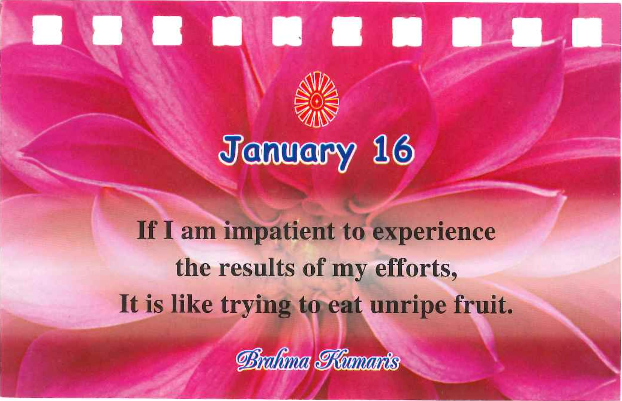 January 16
If I am impatient to experience
the results of my efforts,
It is like trying to eat unripe fruit.
Brahma Kumaris